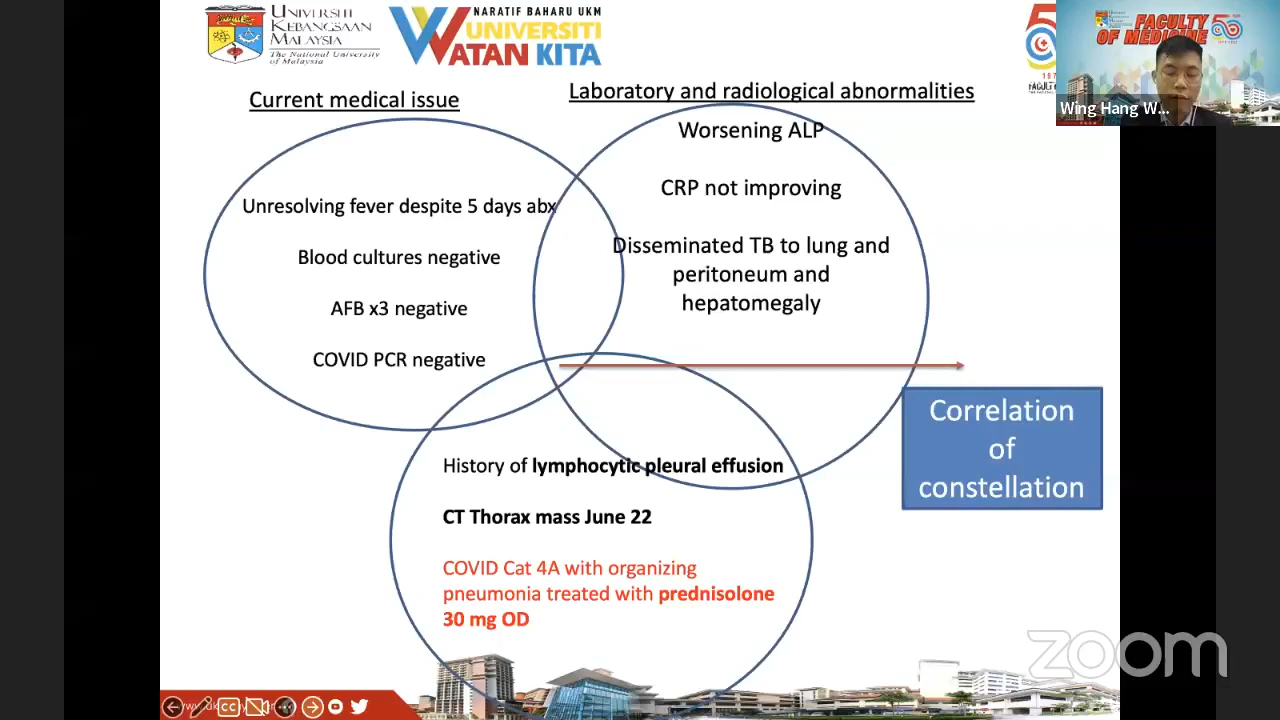 UNIVERSITI
KEBANGSAAN
MALAYSIA
The National University
of Malaysia
NARATIF BAHARU UKM
UNIVERSITI
WATAN KITA
FACULTY
OF MEDICINE
Wing Hang W...
Current medical issue
Laboratory and radiological abnormalities
Worsening ALP
CRP not improving
Disseminated TB to lung and
peritoneum and
hepatomegaly
Unresolving fever despite 5 days abx
Blood cultures negative
AFB x3 negative
COVID PCR negative
Correlation
of
constellation
History of lymphocytic pleural effusion
CT Thorax mass June 22
COVID Cat 4A with organizing
pneumonia treated with prednisolone
30 mg OD
zoom